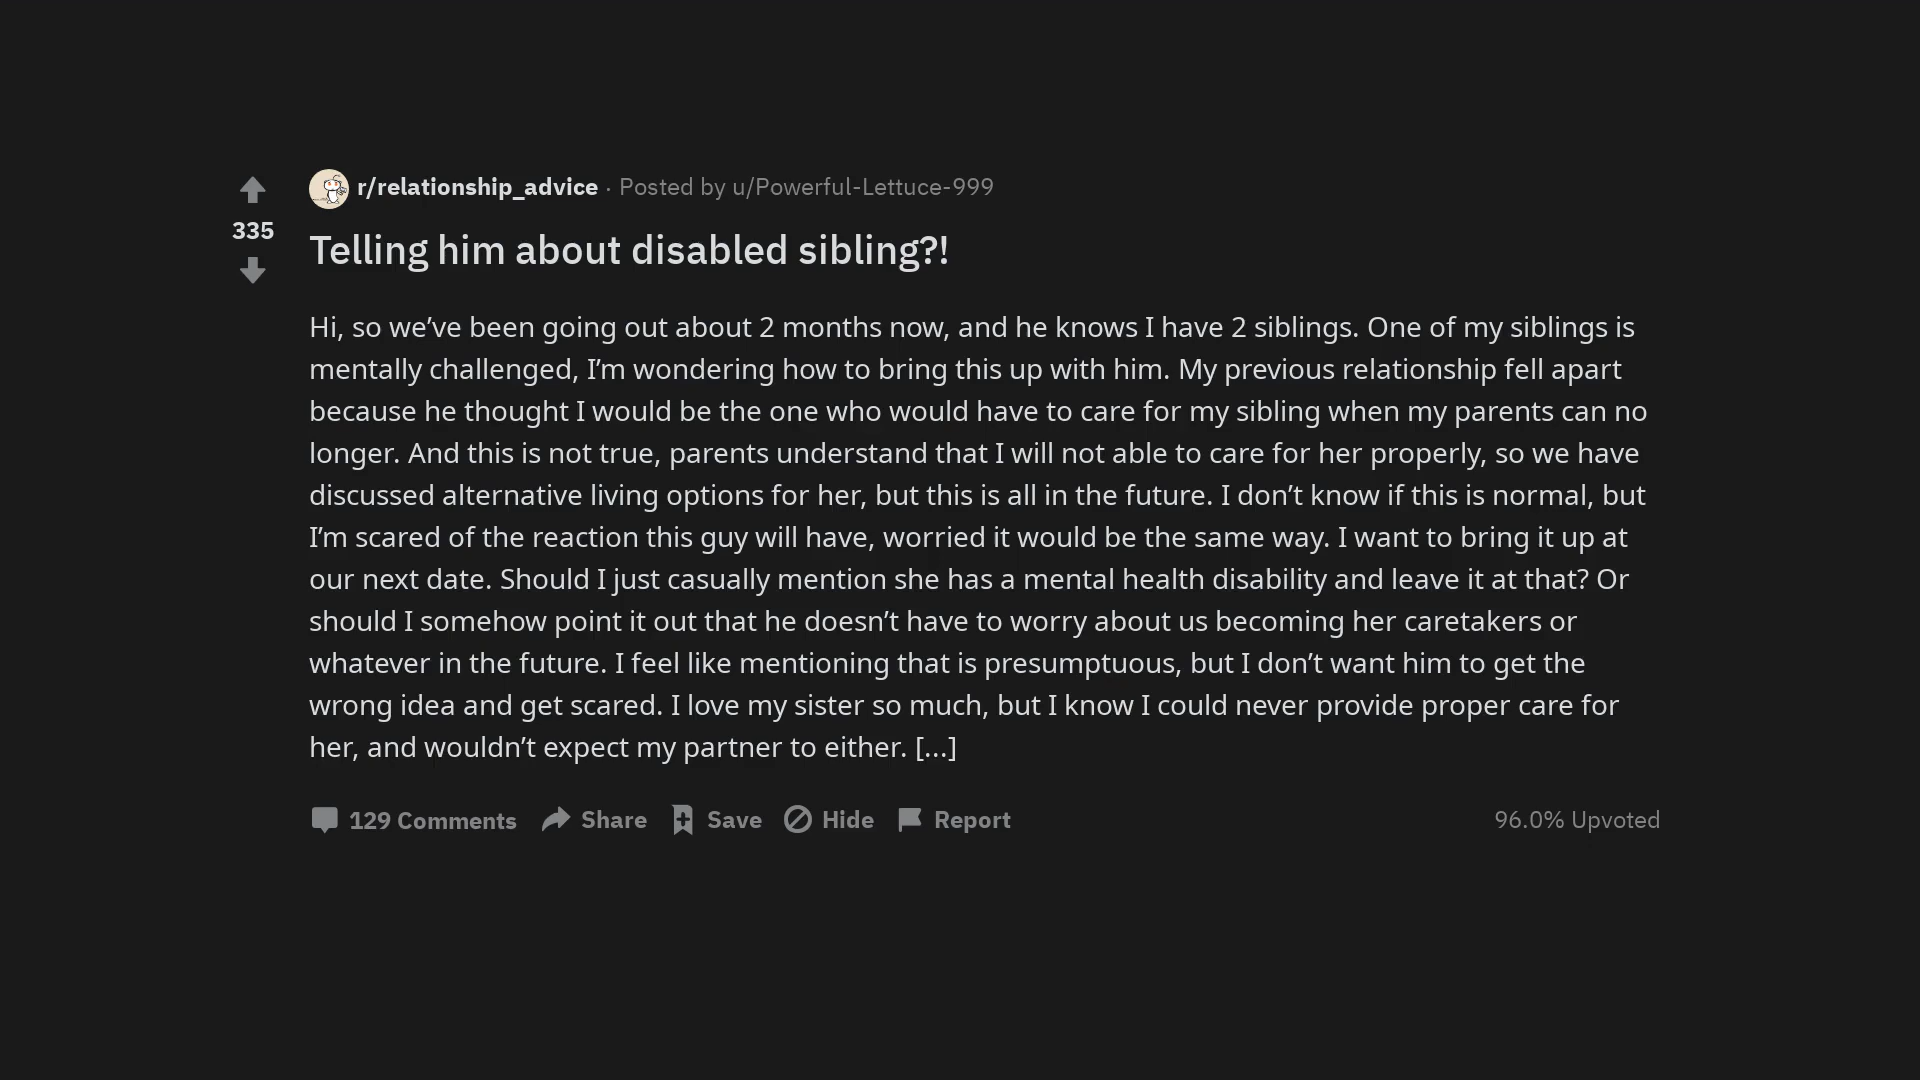 r/relationship_advice · Posted by u/Powerful-Lettuce-999
335
Telling him about disabled sibling?!
Hi, so we’ve been going out about 2 months now, and he knows I have 2 siblings. One of my siblings is
mentally challenged, I’m wondering how to bring this up with him. My previous relationship fell apart
because he thought I would be the one who would have to care for my sibling when my parents can no
longer. And this is not true, parents understand that I will not able to care for her properly, so we have
discussed alternative living options for her, but this is all in the future. I don’t know if this is normal, but
I’m scared of the reaction this guy will have, worried it would be the same way. I want to bring it up at
our next date. Should I just casually mention she has a mental health disability and leave it at that? Or
should I somehow point it out that he doesn’t have to worry about us becoming her caretakers or
whatever in the future. I feel like mentioning that is presumptuous, but I don’t want him to get the
wrong idea and get scared. I love my sister so much, but I know I could never provide proper care for
her, and wouldn’t expect my partner to either. [...]
129 Comments Share Save Hide Report 96.0% Upvoted